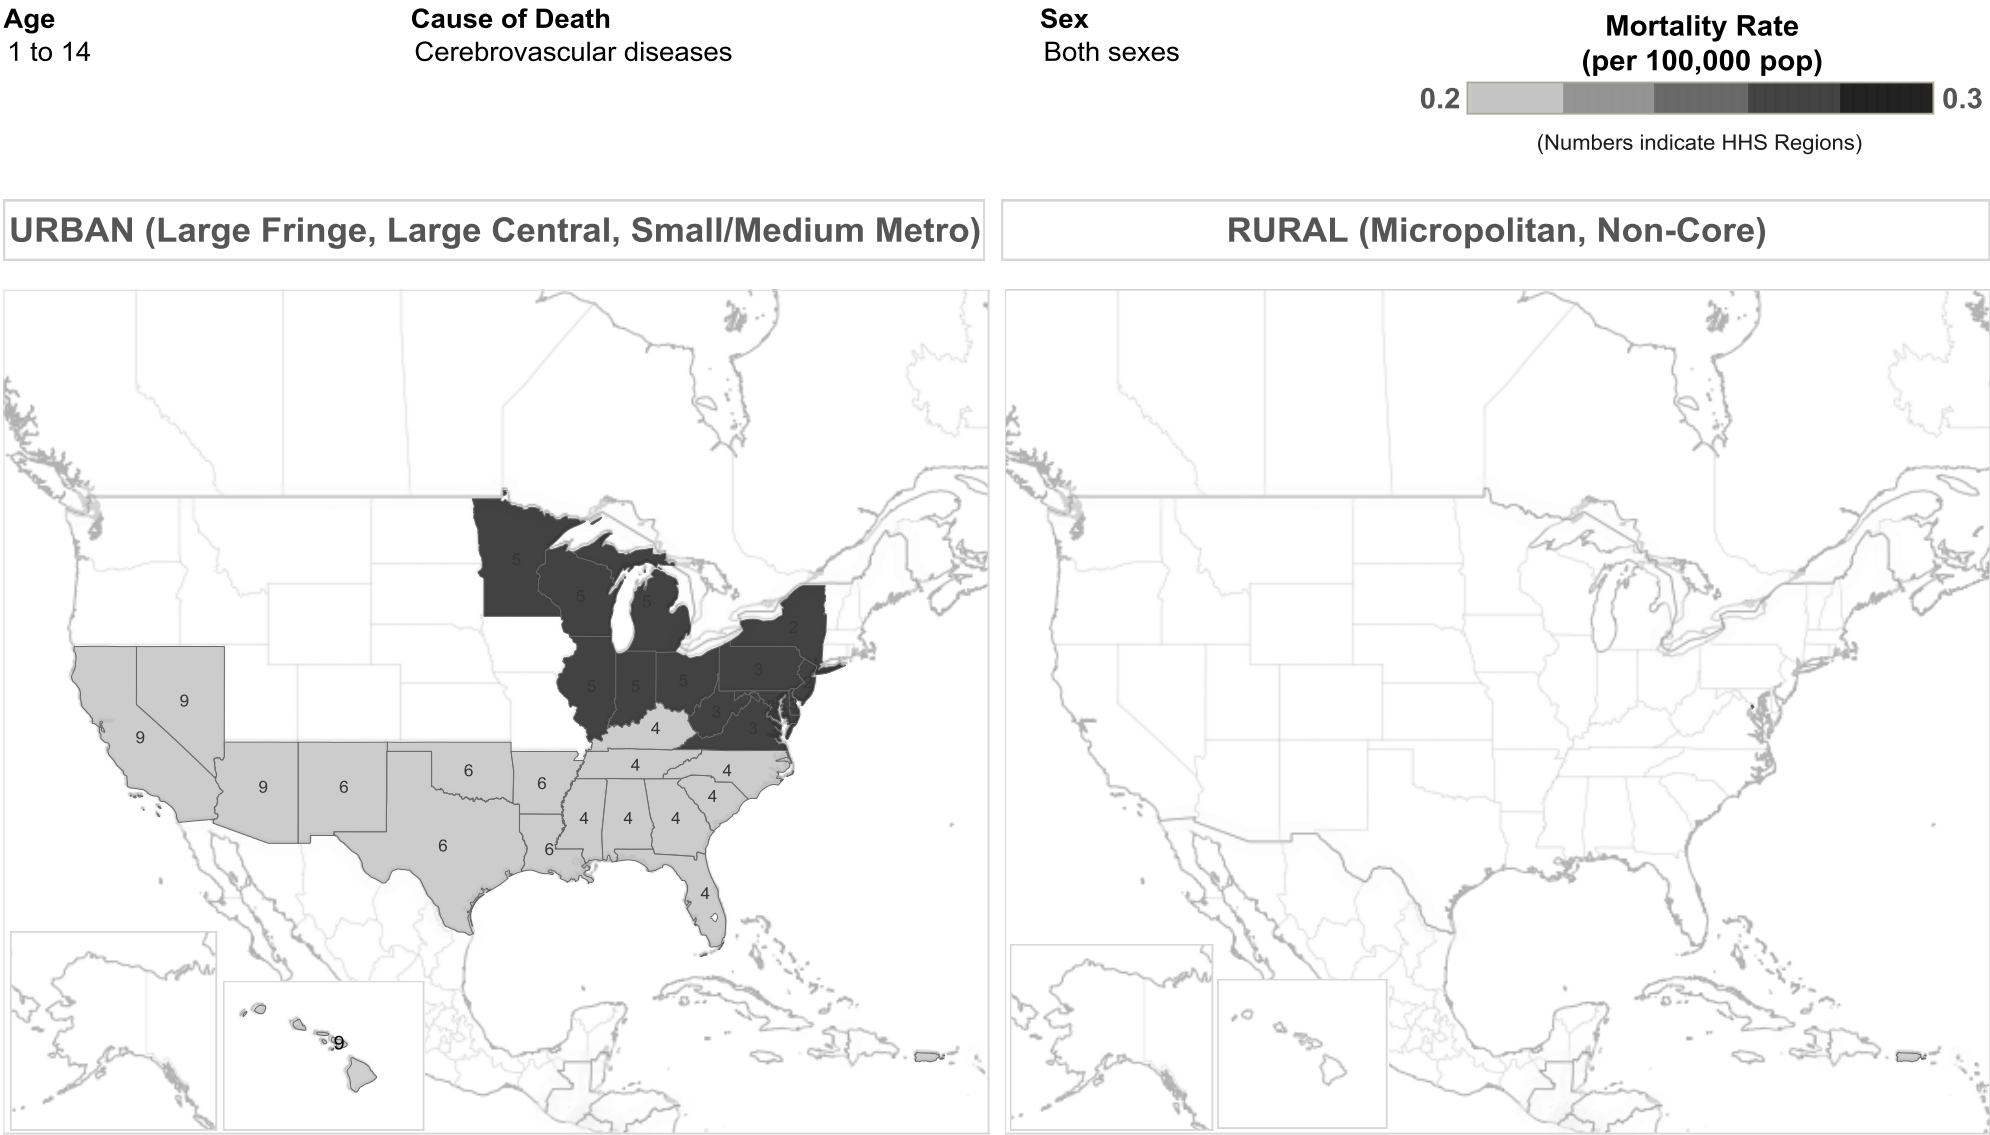 Age
1 to 14
Cause of Death
Cerebrovascular diseases
Sex
Both sexes
Mortality Rate
(per 100,000 pop)
0.2 0.3
(Numbers indicate HHS Regions)
URBAN (Large Fringe, Large Central, Small/Medium Metro)
RURAL (Micropolitan, Non-Core)
5
5
5
2
3
5
5
5
3
3
9
9
4
4
4
6
6
9
6
4
4
4
4
6
6
4
9